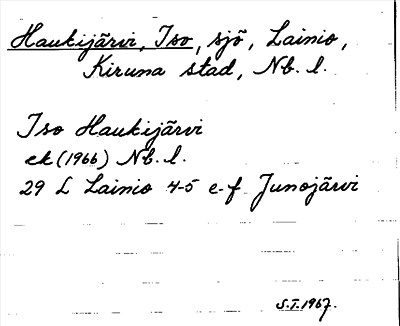 Haukijärvi, Iso, sjö, Lainio,
Kiruna stad, Nb. l.
Iso Haukijärvi
ek (1966) Nb. l.
29 L Lainio 4-5 e-f Junojärvi
S.T. 1967.